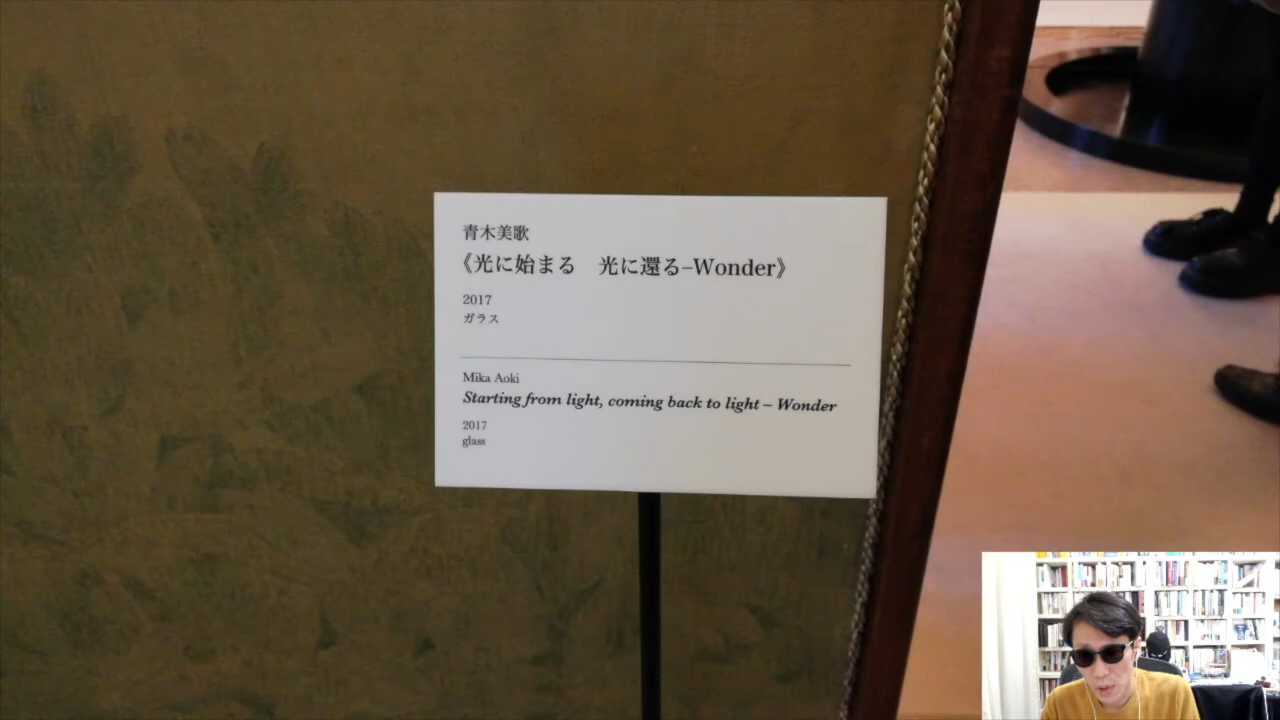 青木美歌
《光に始まる　光に還る–Wonder》
2017
ガラス
Mika Aoki
Starting from light, coming back to light – Wonder
2017
glass